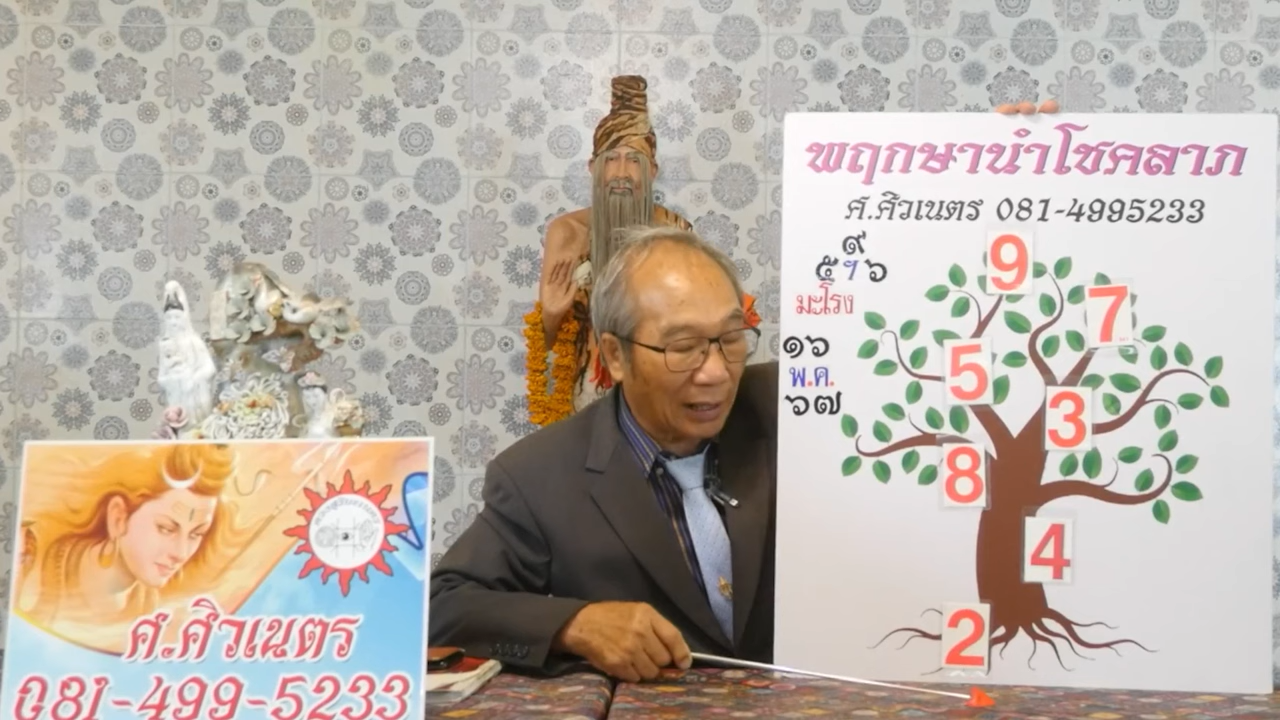 พฤกษานำโชคลาภ
ศ.ศิวเนตร 081-4995233
๙
๕ ฯ ๖
มะโรง
๑๖
พ.ค.
๖๗
9
7
5
3
8
4
2
ศ.ศิวเนตร
081-499-5233